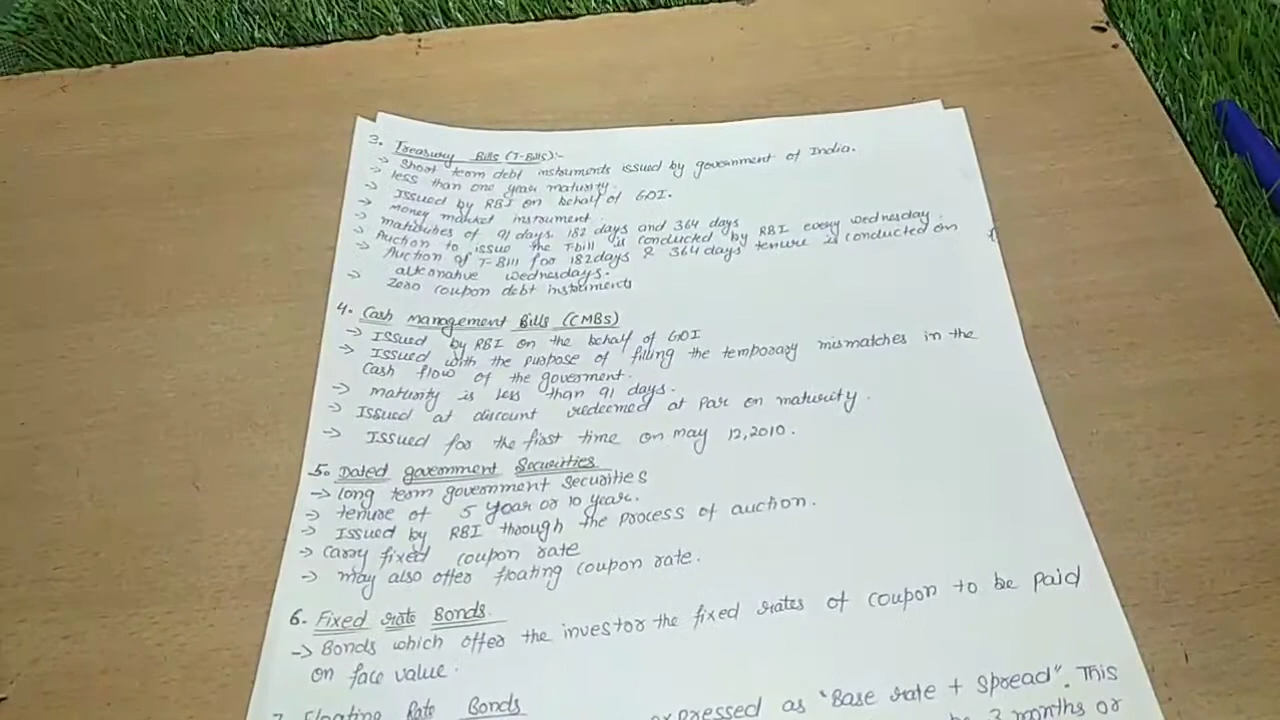 3. Treasury Bills (T-Bills):-
→ Short term debt instruments issued by government of India.
→ less than one year maturity.
→ Issued by RBI on behalf of GOI.
→ Money market instrument.
→ maturities of 91 days, 182 days and 364 days
→ Auction to issue the T-bill is conducted by RBI every wednesday.
→ Auction of T-Bill for 182 days & 364 days tenure is conducted on
alternative wednesdays.
→ Zero coupon debt instruments
4. Cash management Bills (CMBs)
→ Issued by RBI on the behalf of GOI
→ Issued with the purpose of filling the temporary mismatches in the
Cash flow of the goverment.
→ maturity is less than 91 days.
→ Issued at discount redeemed at Par on maturity.
→ Issued for the first time on may 12,2010.
5. Dated government Securities
→ long term government Securities
→ tenure of 5 year or 10 year.
→ Issued by RBI through the process of auction.
→ Carry fixed coupon rate
→ may also offer floating coupon rate.
6. Fixed rate Bonds.
→ Bonds which offer the investor the fixed rates of coupon to be paid
on face value.
7. Floating Rate Bonds
expressed as "Base rate + Spread". This
3 months or